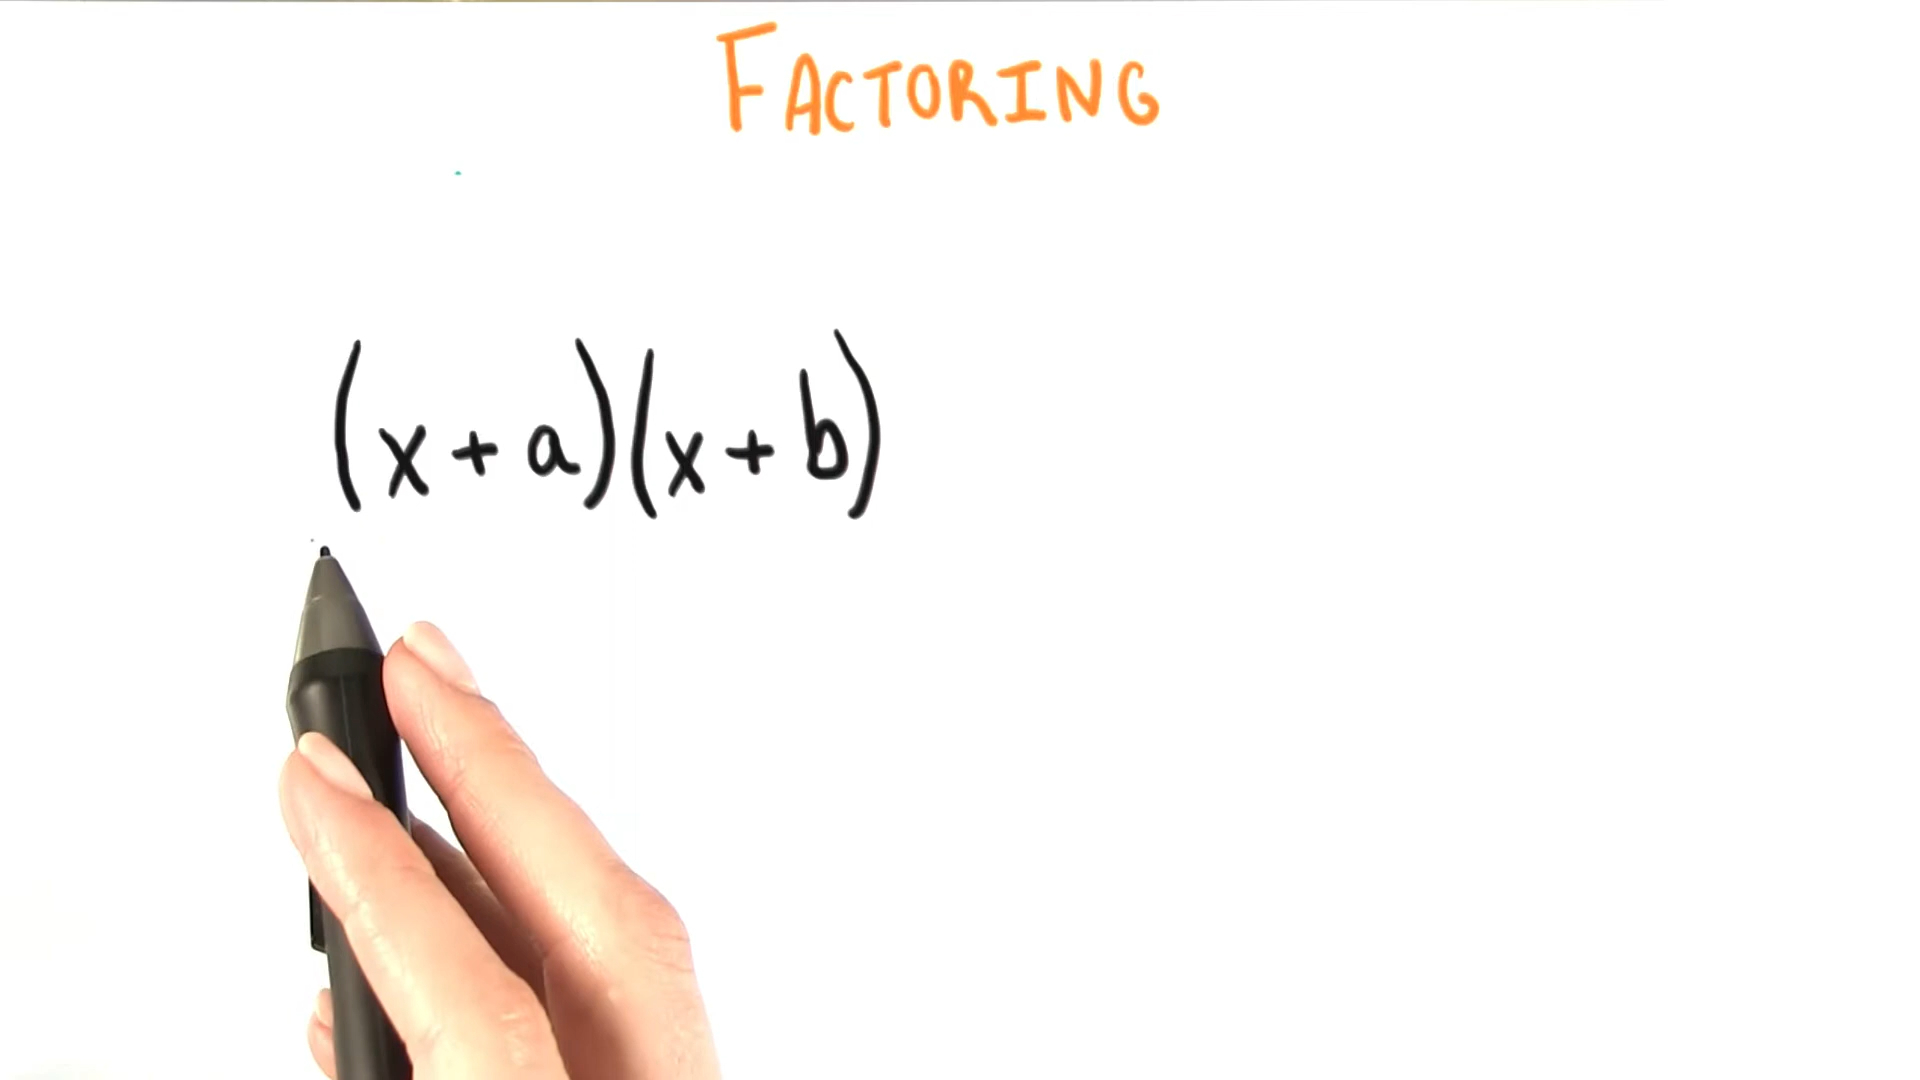 FACTORING
(x + a)(x + b)